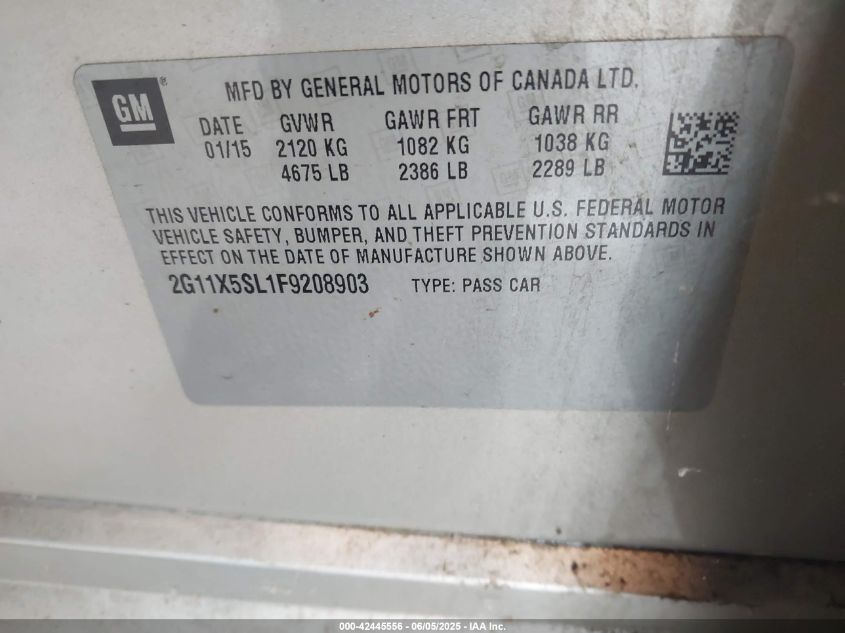 GM ®
MFD BY GENERAL MOTORS OF CANADA LTD.
DATE GVWR GAWR FRT GAWR RR
01/15 2120 KG 1082 KG 1038 KG
4675 LB 2386 LB 2289 LB
THIS VEHICLE CONFORMS TO ALL APPLICABLE U.S. FEDERAL MOTOR
VEHICLE SAFETY, BUMPER, AND THEFT PREVENTION STANDARDS IN
EFFECT ON THE DATE OF MANUFACTURE SHOWN ABOVE.
2G11X5SL1F9208903 TYPE: PASS CAR
000-42445556 - 06/05/2025 - IAA Inc.